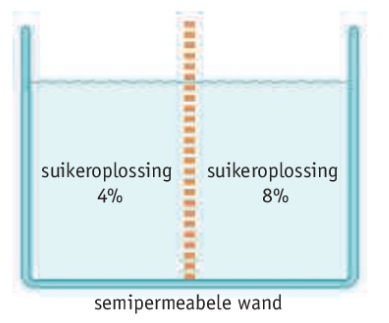 suikeroplossing
4%
suikeroplossing
8%
semipermeabele wand